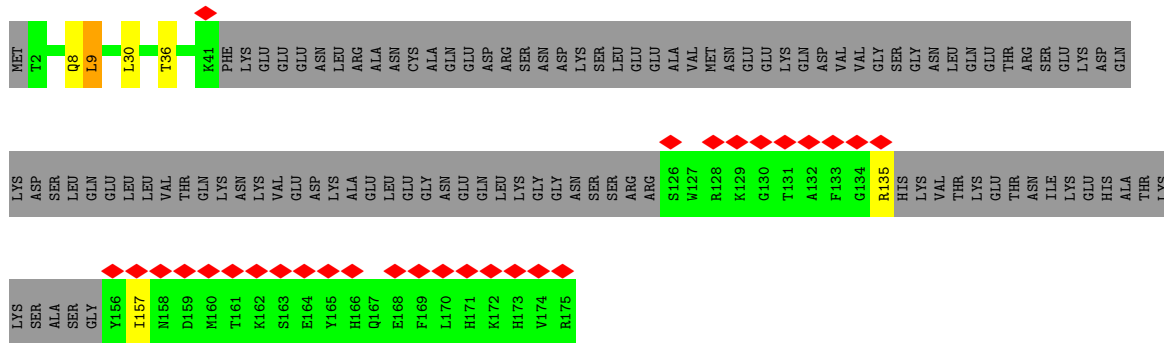 MET T2 Q8 L9 L30 T36 K41 PHE LYS GLU GLU GLU ASN LEU ARG ALA ASN CYS ALA GLN GLU ASP ARG SER ASN ASP LYS SER LEU GLU GLU ALA VAL MET ASN GLU GLU LYS GLN ASP VAL VAL GLY SER GLY ASN LEU GLN GLU THR ARG SER GLU LYS ASP GLN
LYS ASP SER LEU GLN GLU LEU LEU VAL THR GLN LYS ASN LYS VAL GLU ASP LYS ALA GLU LEU GLU GLY ASN GLU GLN LEU LYS GLY GLY ASN SER SER ARG ARG S126 W127 R128 K129 G130 T131 A132 F133 G134 R135 HIS LYS VAL THR LYS GLU THR ASN ILE LYS GLU HIS ALA THR LYS
LYS SER ALA SER GLY Y156 I157 N158 D159 M160 T161 K162 S163 E164 Y165 H166 Q167 E168 F169 L170 H171 K172 H173 V174 R175